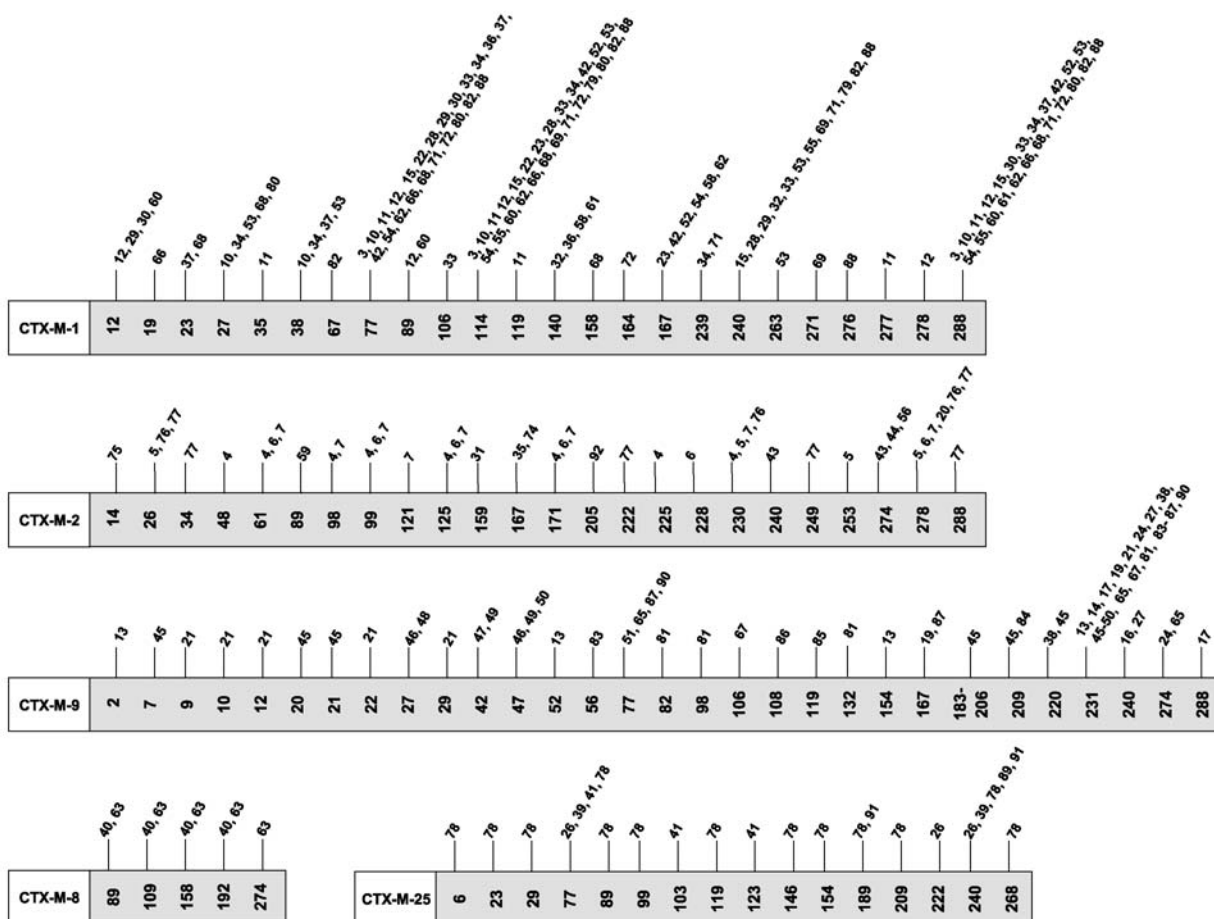 12, 29, 30, 60
66
37, 68
10, 34, 53, 68, 80
11
10, 34, 37, 53
82
3, 10, 11, 12, 15, 22, 28, 29, 30, 33, 34, 36, 37,
42, 54, 62, 66, 68, 71, 72, 80, 82, 88
12, 60
33
3, 10, 11 12, 15, 22, 23, 28, 33, 34, 42, 52, 53,
54, 55, 60, 62, 66, 68, 69, 71, 72, 79, 80, 82, 88
11
32, 36, 58, 61
68
72
23, 42, 52, 54, 58, 62
34, 71
15, 28, 29, 32, 33, 53, 55, 69, 71, 79, 82, 88
53
69
88
11
12
3, 10, 11, 12, 15, 30, 33, 34, 37, 42, 52, 53,
54, 55, 60, 61, 62, 66, 68, 71, 72, 80, 82, 88
CTX-M-1 12 19 23 27 35 38 67 77 89 106 114 119 140 158 164 167 239 240 263 271 276 277 278 288
75
5, 76, 77
77
4
4, 6, 7
59
4, 7
4, 6, 7
7
4, 6, 7
31
35, 74
4, 6, 7
92
77
4
6
4, 5, 7, 76
43
77
5
43, 44, 56
5, 6, 7, 20, 76, 77
77
CTX-M-2 14 26 34 48 61 89 98 99 121 125 159 167 171 205 222 225 228 230 240 249 253 274 278 288
13
45
21
21
21
45
45
21
46, 48
21
47, 49
46, 49, 50
13
83
51, 65, 87, 90
81
81
67
86
85
81
13
19, 87
45
45, 84
38, 45
13, 14, 17, 19, 21, 24, 27, 38,
45-50, 65, 67, 81, 83- 87, 90
16, 27
24, 65
17
CTX-M-9 2 7 9 10 12 20 21 22 27 29 42 47 52 56 77 82 98 106 108 119 132 154 167 183-206 209 220 231 240 274 288
40, 63
40, 63
40, 63
40, 63
63
CTX-M-8 89 109 158 192 274
78
78
78
26, 39, 41, 78
78
78
41
78
41
78
78
78, 91
78
26
26, 39, 78, 89, 91
78
CTX-M-25 6 23 29 77 89 99 103 119 123 146 154 189 209 222 240 268